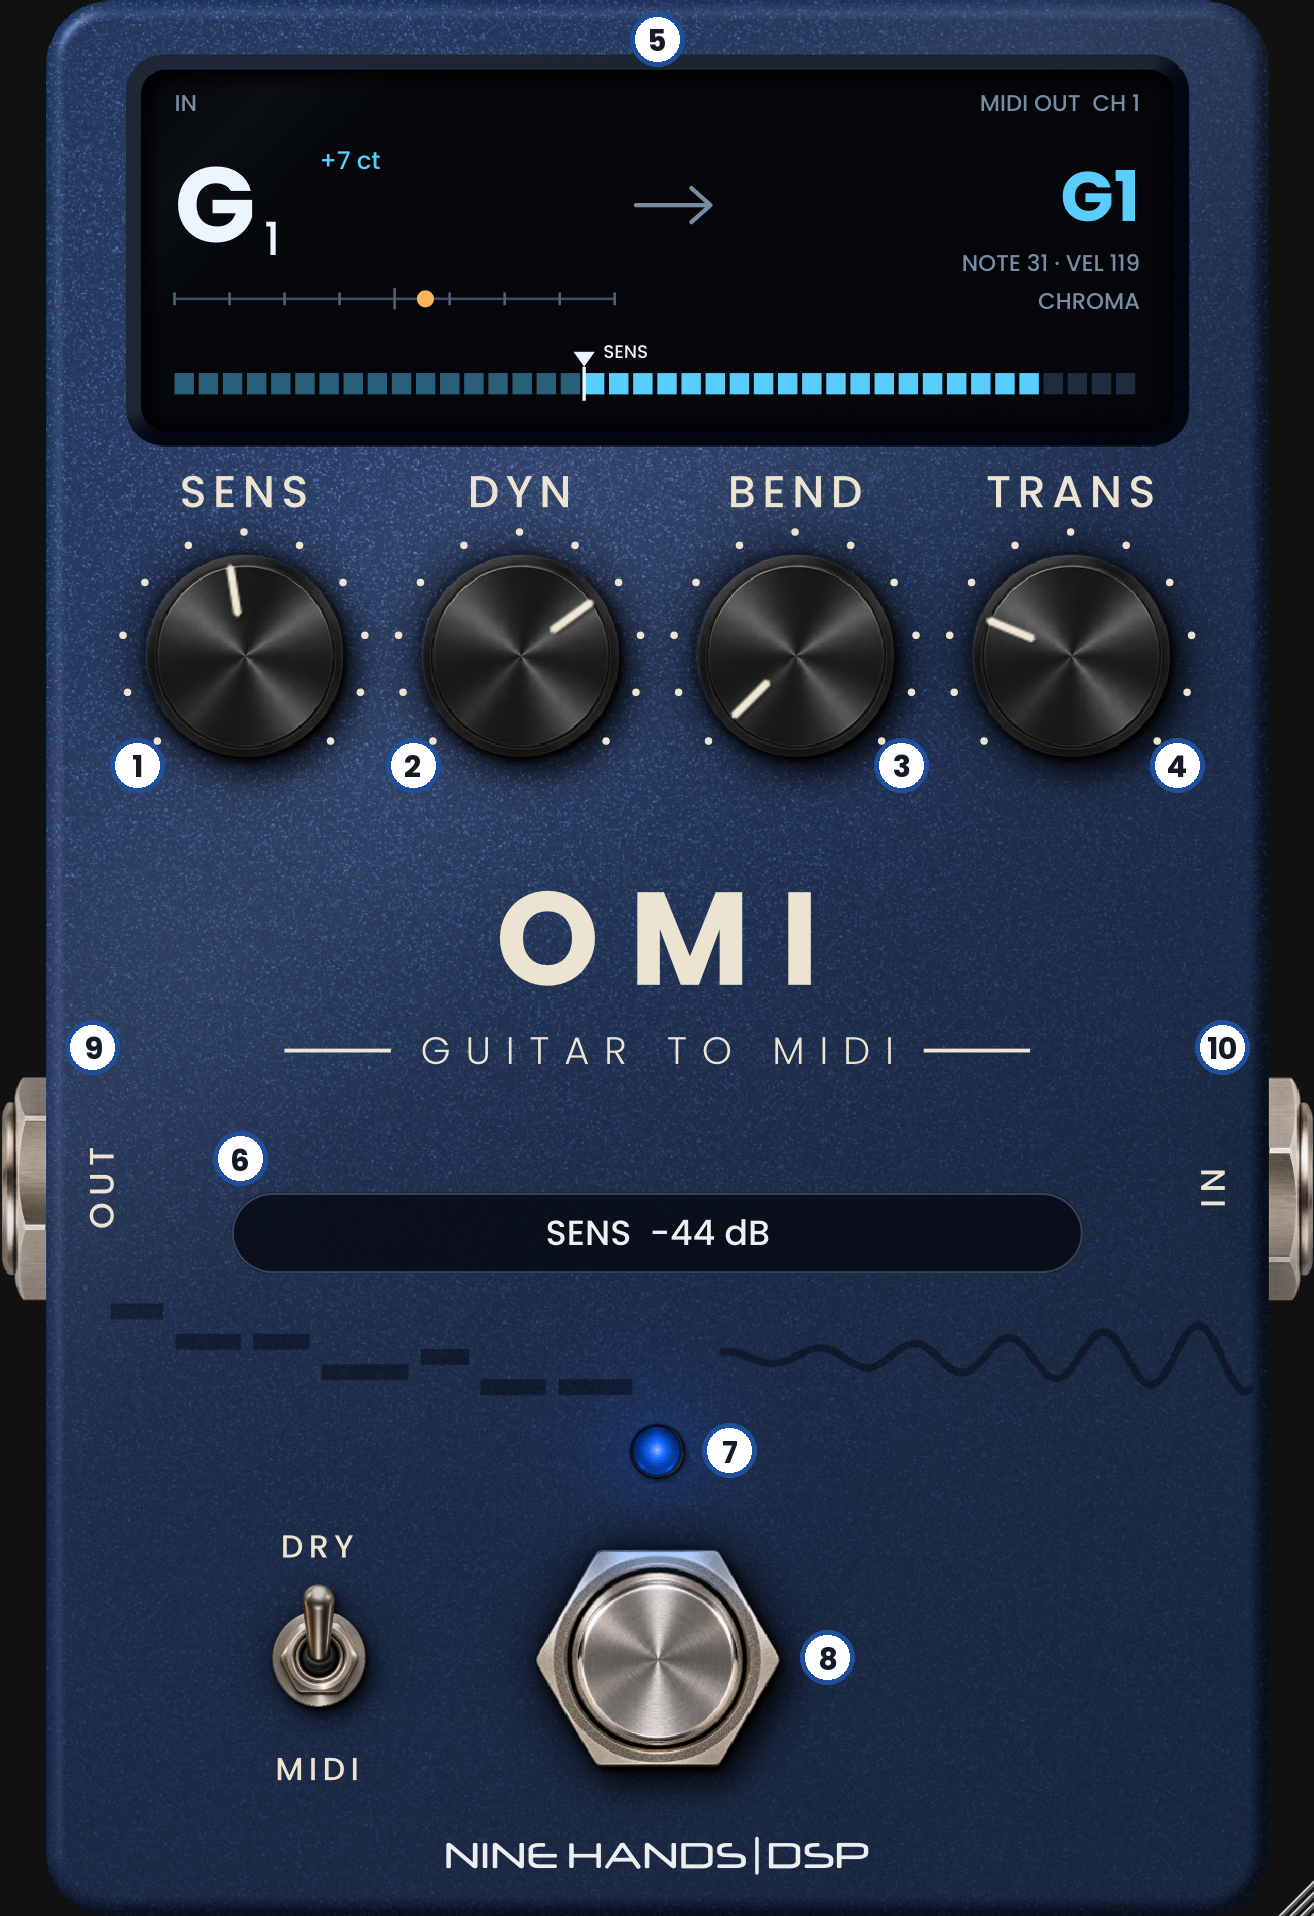 5
IN
MIDI OUT CH 1
+7 ct
G1
G1
NOTE 31 · VEL 119
CHROMA
SENS
SENS DYN BEND TRANS
1 2 3 4
OMI
GUITAR TO MIDI
9
10
OUT
IN
6
SENS -44 dB
7
DRY
8
MIDI
NINE HANDS|DSP